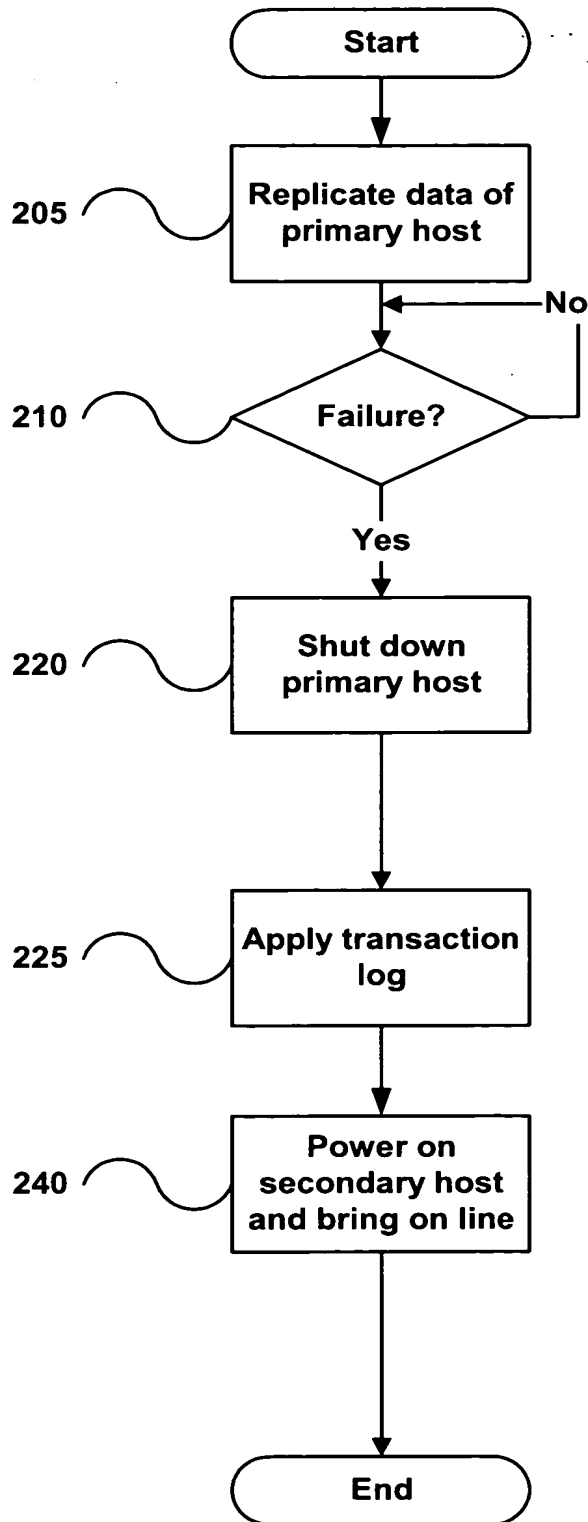 Start
205
Replicate data of
primary host
No
210
Failure?
Yes
220
Shut down
primary host
225
Apply transaction
log
240
Power on
secondary host
and bring on line
End